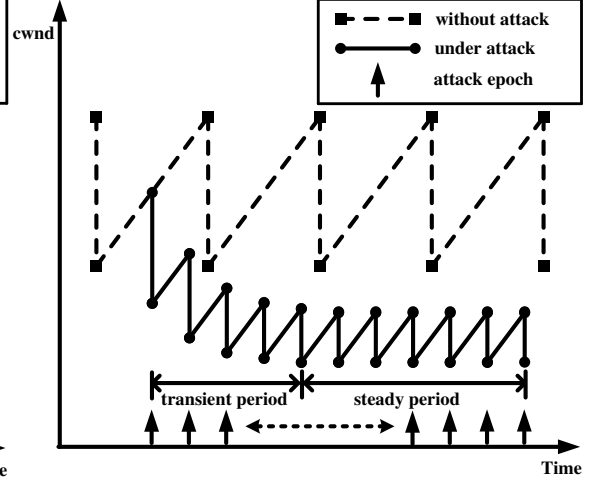 cwnd
without attack
under attack
attack epoch
transient period
steady period
Time
e